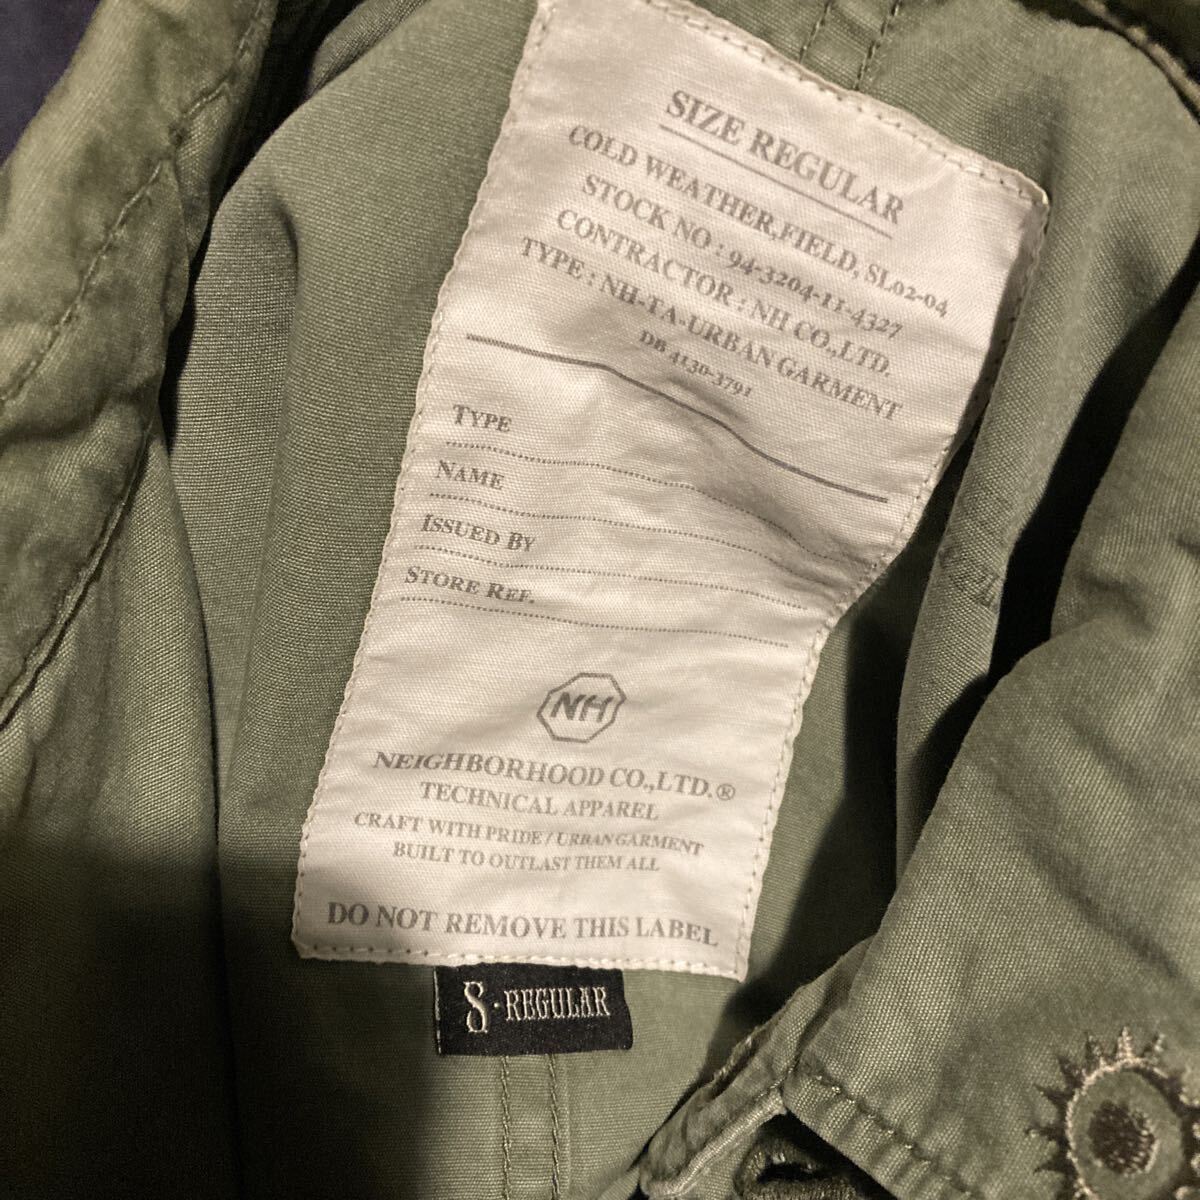 SIZE REGULAR
COLD WEATHER,FIELD, SL02-04
STOCK NO : 94-3204-11-4327
CONTRACTOR : NH CO.,LTD.
TYPE : NH-TA-URBAN GARMENT
DB 4130-3791
TYPE
NAME
ISSUED BY
STORE REF.
NH
NEIGHBORHOOD CO.,LTD.®
TECHNICAL APPAREL
CRAFT WITH PRIDE / URBAN GARMENT
BUILT TO OUTLAST THEM ALL
DO NOT REMOVE THIS LABEL
S·REGULAR